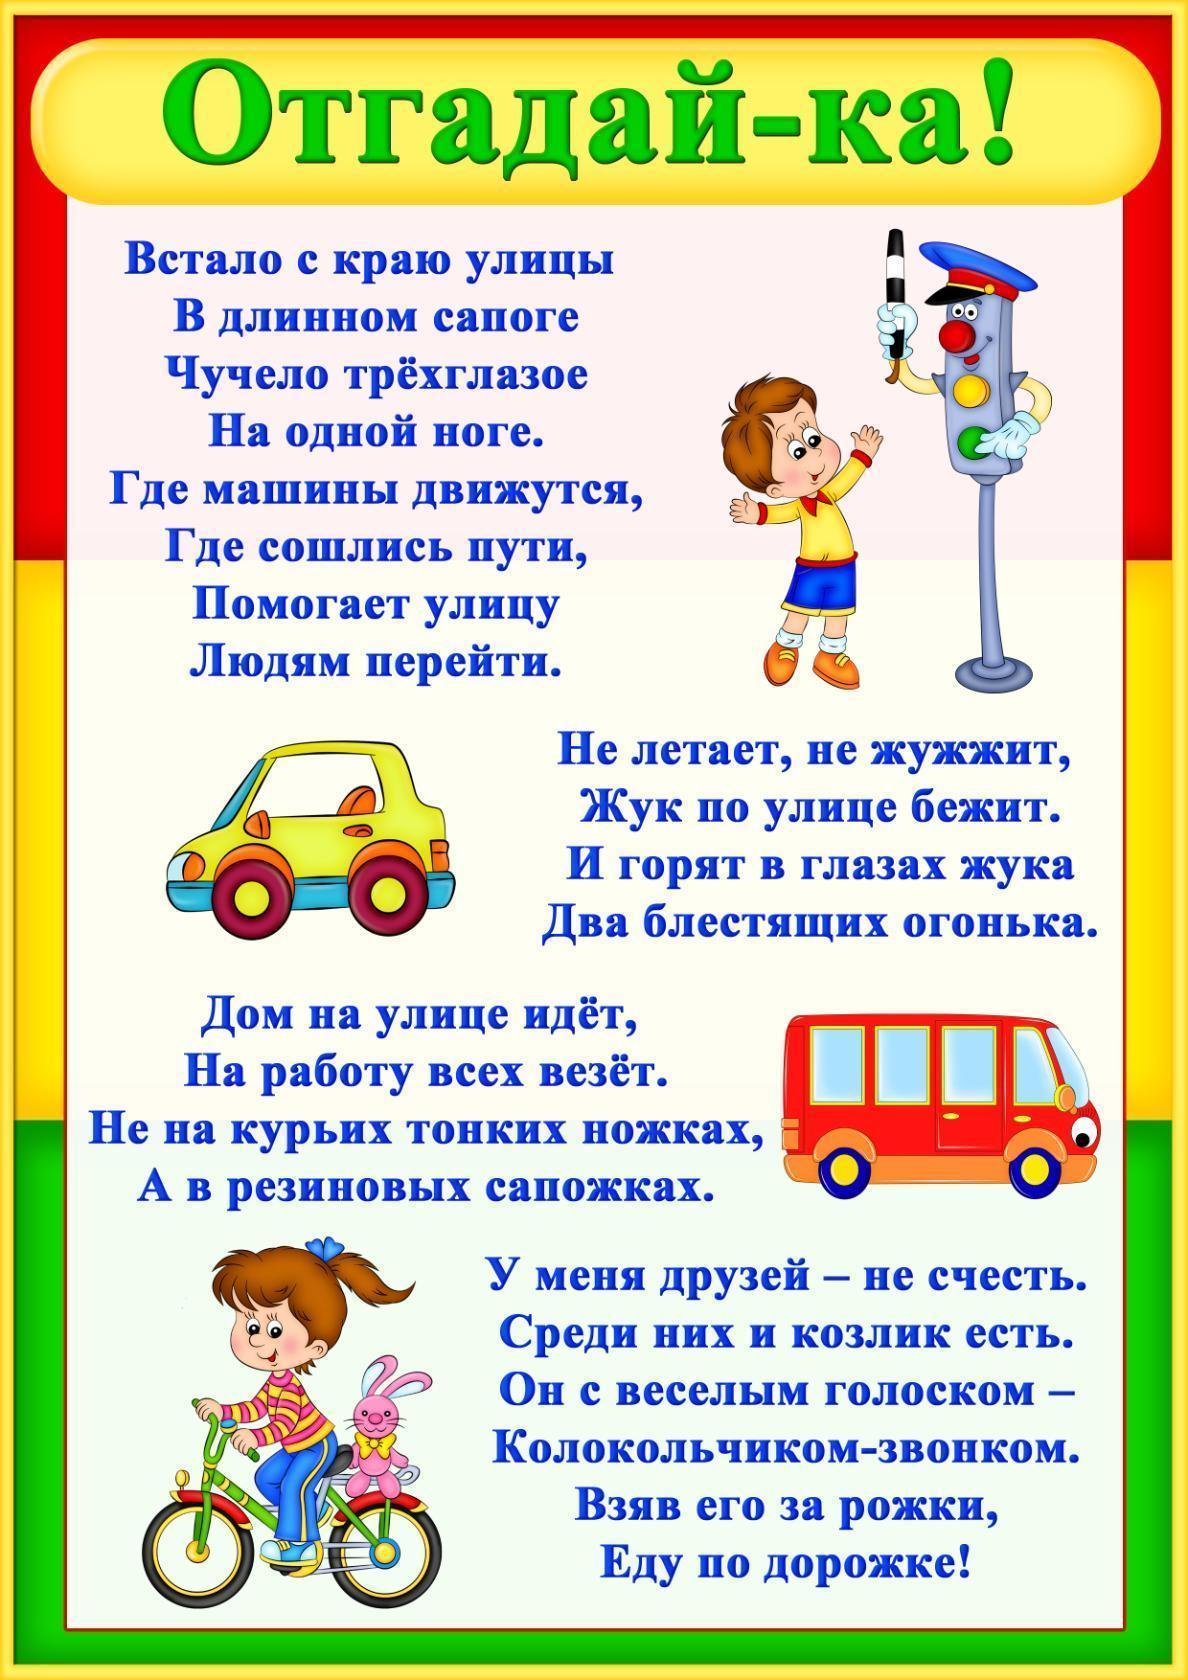 Отгадай-ка!
Встало с краю улицы
В длинном сапоге
Чучело трёхглазое
На одной ноге.
Где машины движутся,
Где сошлись пути,
Помогает улицу
Людям перейти.
Не летает, не жужжит,
Жук по улице бежит.
И горят в глазах жука
Два блестящих огонька.
Дом на улице идёт,
На работу всех везёт.
Не на курьих тонких ножках,
А в резиновых сапожках.
У меня друзей – не счесть.
Среди них и козлик есть.
Он с веселым голоском –
Колокольчиком-звонком.
Взяв его за рожки,
Еду по дорожке!